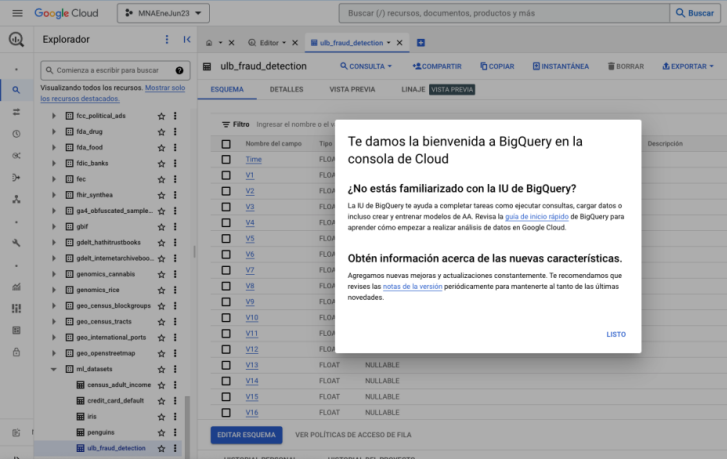 Google Cloud
MNAEneJun23
Buscar (/) recursos, documentos, productos y más
Buscar
Explorador
Editor
ulb_fraud_detection
Comienza a escribir para buscar
Visualizando todos los recursos. Mostrar solo
los recursos destacados.
fcc_political_ads
fda_drug
fda_food
fdic_banks
fec
fhir_synthea
ga4_obfuscated_sample...
gbif
gdelt_hathitrustbooks
gdelt_internetarchiveboo...
genomics_cannabis
genomics_rice
geo_census_blockgroups
geo_census_tracts
geo_international_ports
geo_openstreetmap
ml_datasets
census_adult_income
credit_card_default
iris
penguins
ulb_fraud_detection
ulb_fraud_detection
CONSULTA
COMPARTIR
COPIAR
INSTANTÁNEA
BORRAR
EXPORTAR
ESQUEMA
DETALLES
VISTA PREVIA
LINAJE
VISTA PREVIA
Filtro
Ingresar el nombre o el v
Nombre del campo
Tipo
Descripción
Time FLOA
V1 FLOA
V2 FLOA
V3 FLOA
V4 FLOA
V5 FLOA
V6 FLOA
V7 FLOA
V8 FLOA
V9 FLOA
V10 FLOA
V11 FLOA
V12 FLOA
V13 FLOAT NULLABLE
V14 FLOAT NULLABLE
V15 FLOAT NULLABLE
V16 FLOAT NULLABLE
EDITAR ESQUEMA
VER POLÍTICAS DE ACCESO DE FILA
Te damos la bienvenida a BigQuery en la
consola de Cloud
¿No estás familiarizado con la IU de BigQuery?
La IU de BigQuery te ayuda a completar tareas como ejecutar consultas, cargar datos o
incluso crear y entrenar modelos de AA. Revisa la guía de inicio rápido de BigQuery para
aprender cómo empezar a realizar análisis de datos en Google Cloud.
Obtén información acerca de las nuevas características.
Agregamos nuevas mejoras y actualizaciones constantemente. Te recomendamos que
revises las notas de la versión periódicamente para mantenerte al tanto de las últimas
novedades.
LISTO